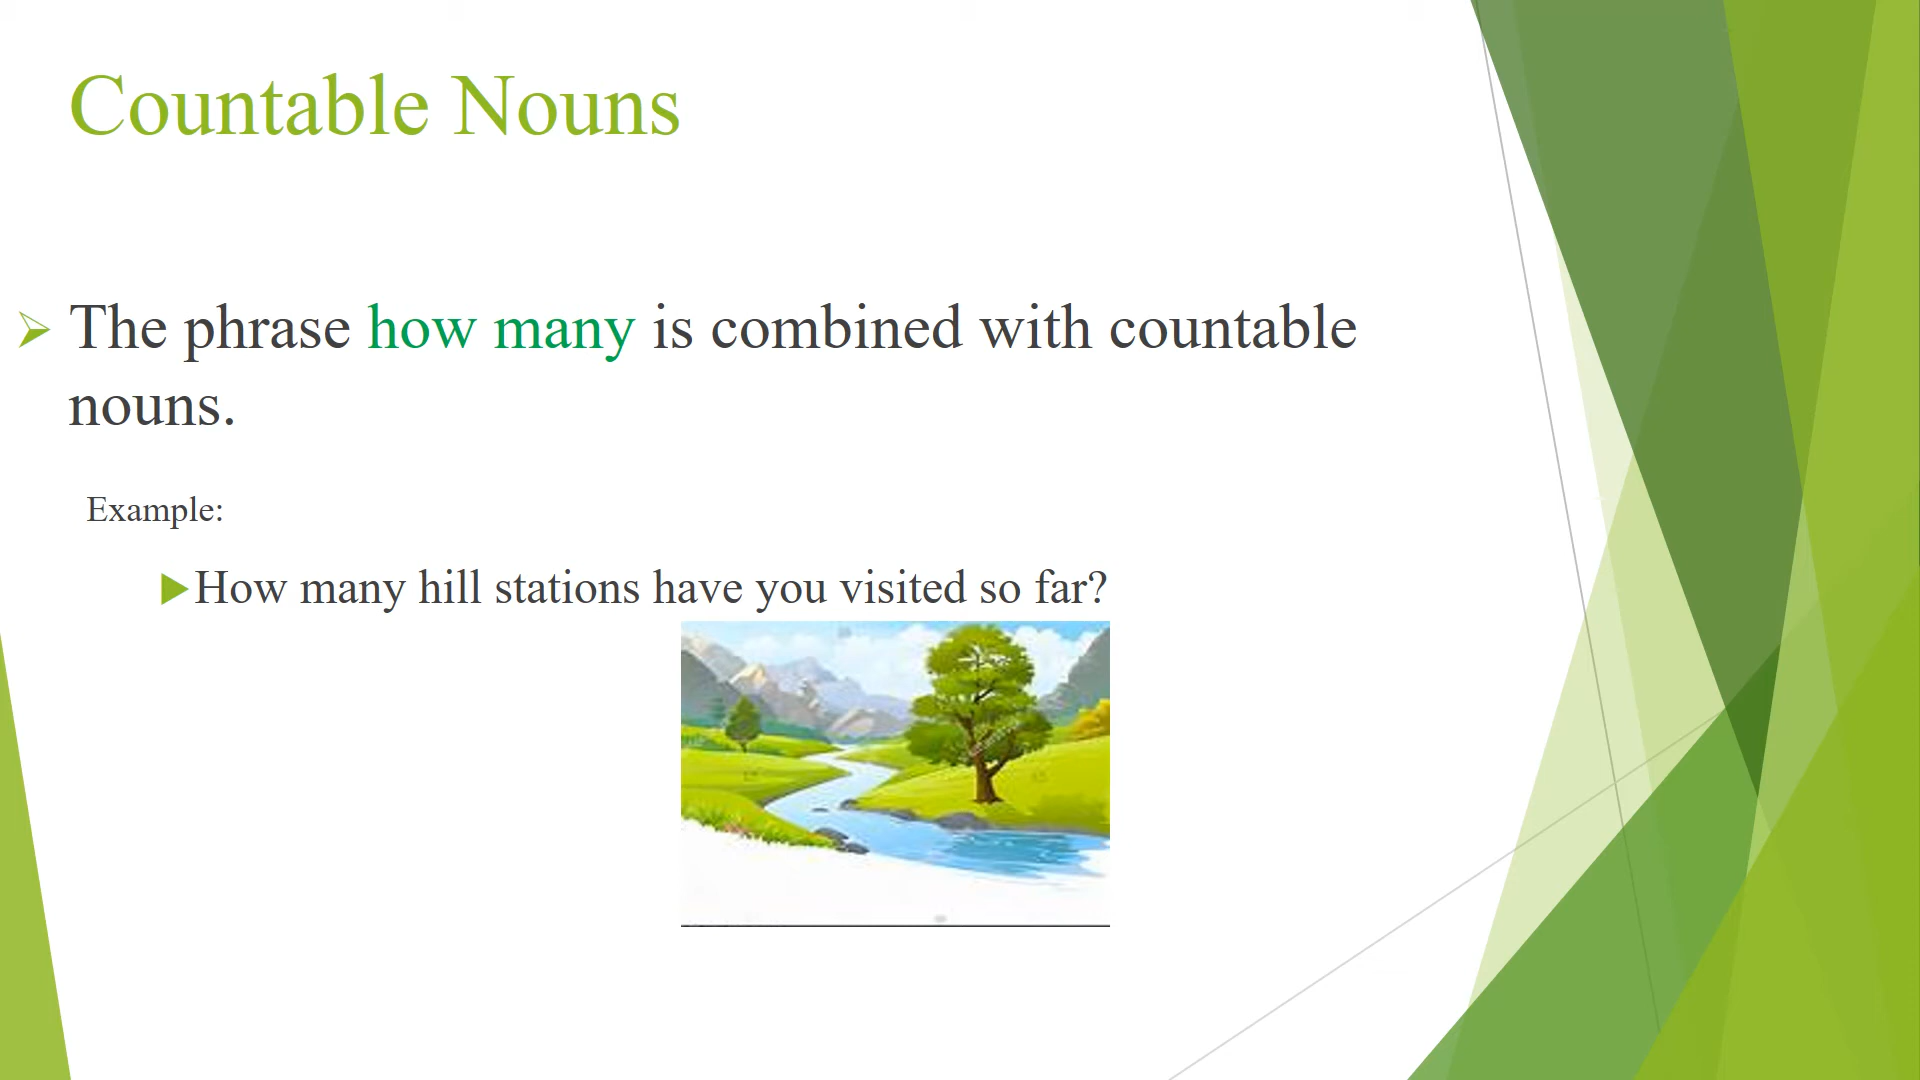 Countable Nouns
The phrase how many is combined with countable
nouns.
Example:
How many hill stations have you visited so far?